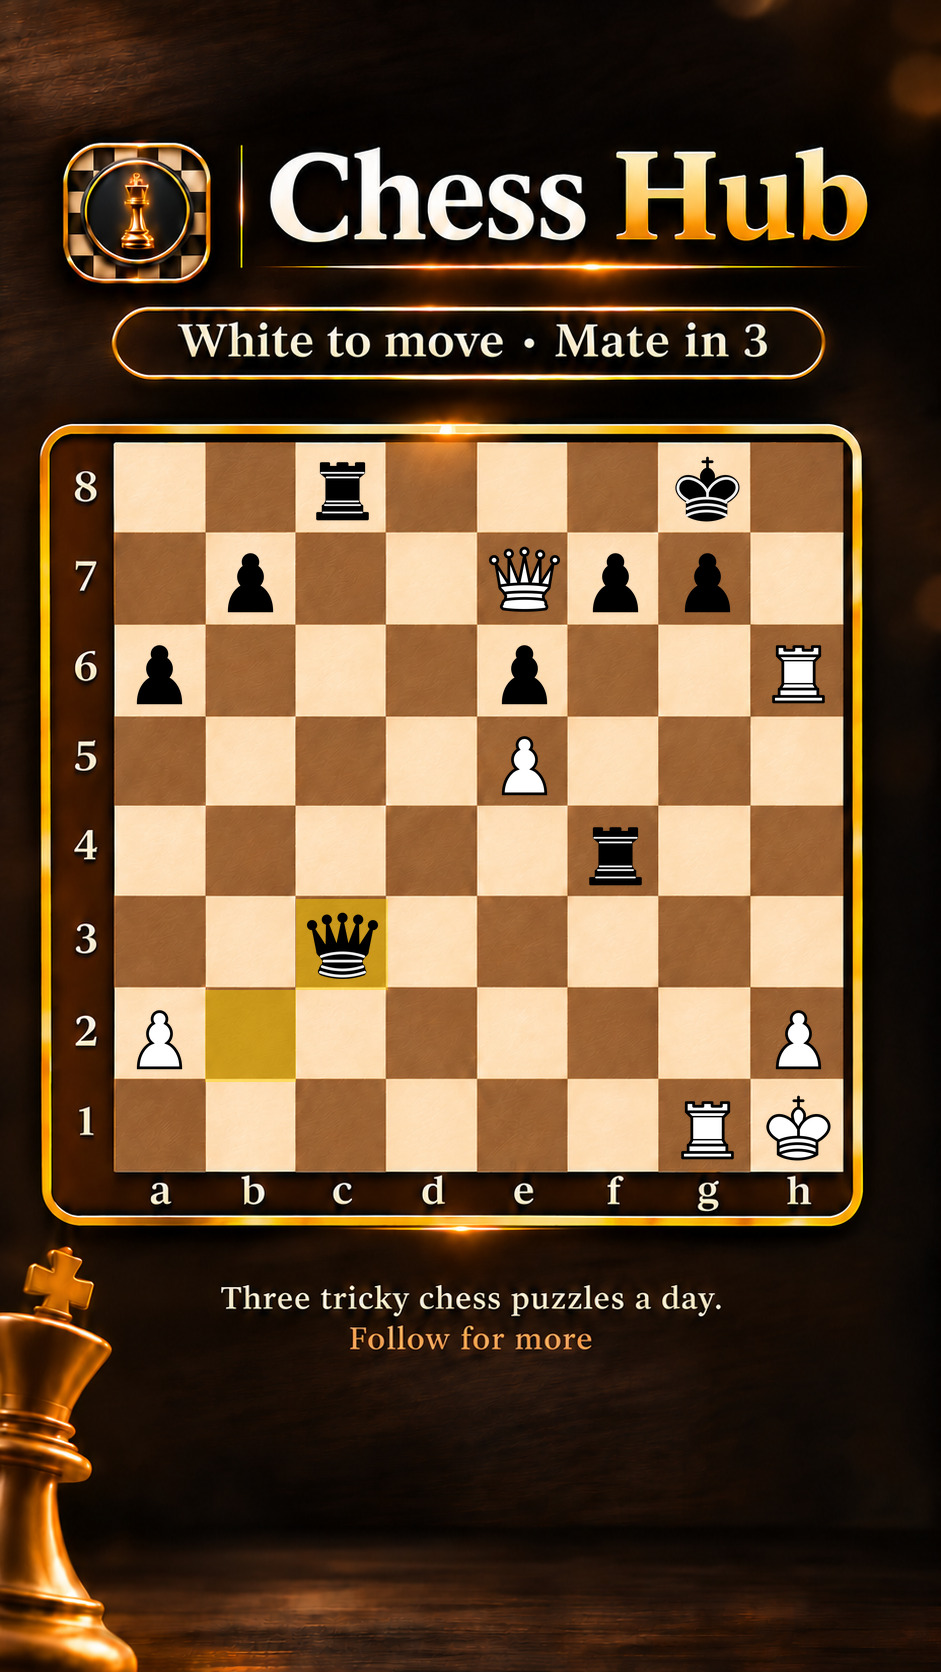 Chess Hub
White to move • Mate in 3
8
7
6
5
4
3
2
1
a b c d e f g h
Three tricky chess puzzles a day.
Follow for more